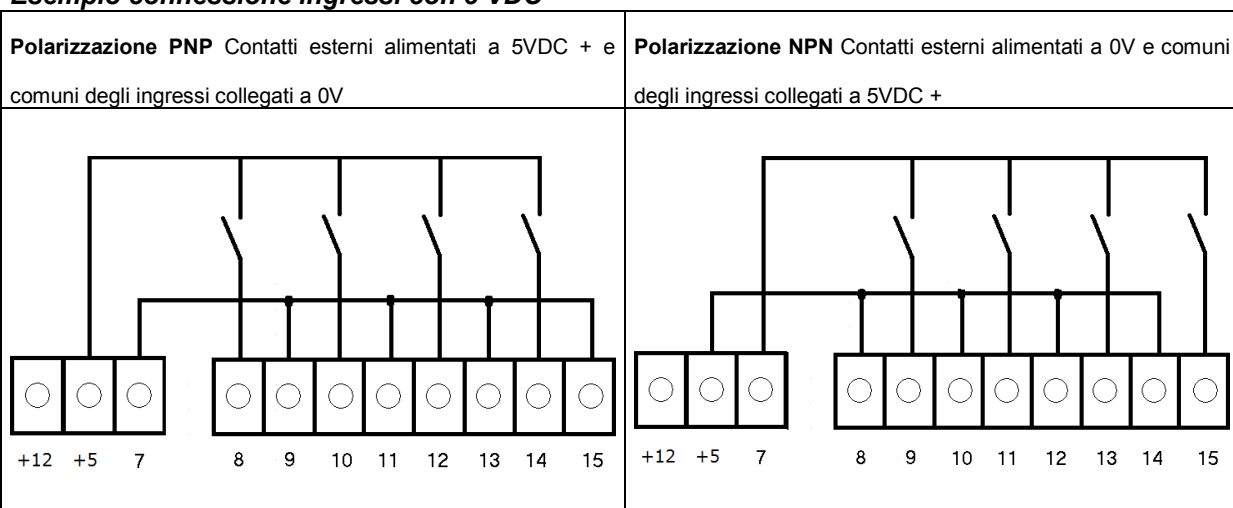 Polarizzazione PNP Contatti esterni alimentati a 5VDC + e
comuni degli ingressi collegati a 0V
Polarizzazione NPN Contatti esterni alimentati a 0V e comuni
degli ingressi collegati a 5VDC +
+12 +5 7 8 9 10 11 12 13 14 15
+12 +5 7 8 9 10 11 12 13 14 15